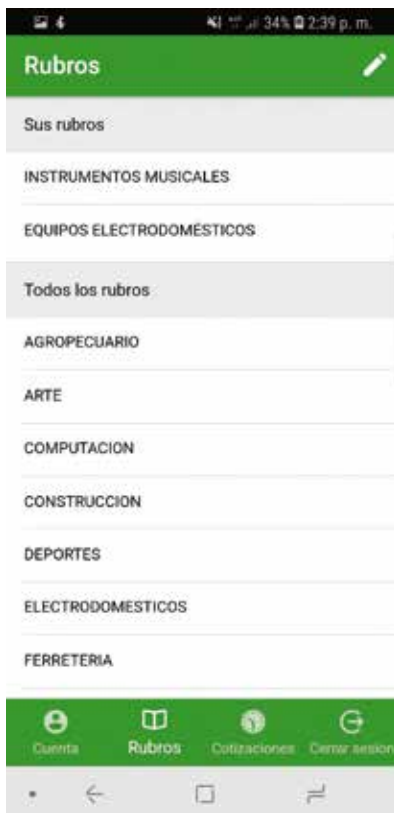 34% 2:39 p. m.
Rubros
Sus rubros
INSTRUMENTOS MUSICALES
EQUIPOS ELECTRODOMÉSTICOS
Todos los rubros
AGROPECUARIO
ARTE
COMPUTACION
CONSTRUCCION
DEPORTES
ELECTRODOMESTICOS
FERRETERIA
Cuenta Rubros Cotizaciones Cerrar sesion